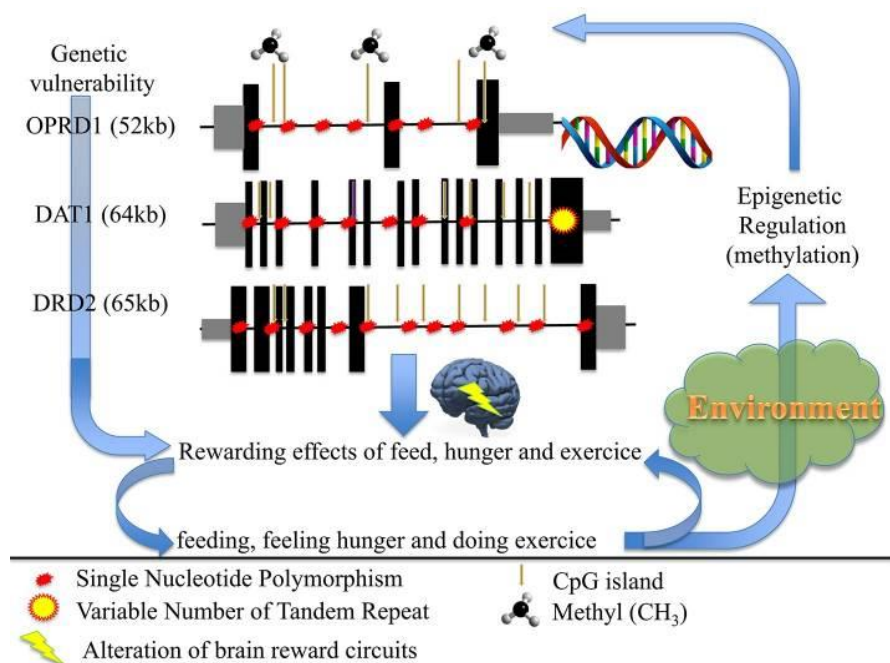 Genetic
vulnerability
OPRD1 (52kb)
DAT1 (64kb)
DRD2 (65kb)
Epigenetic
Regulation
(methylation)
Environment
Rewarding effects of feed, hunger and exercice
feeding, feeling hunger and doing exercice
Single Nucleotide Polymorphism
Variable Number of Tandem Repeat
Alteration of brain reward circuits
CpG island
Methyl (CH₃)